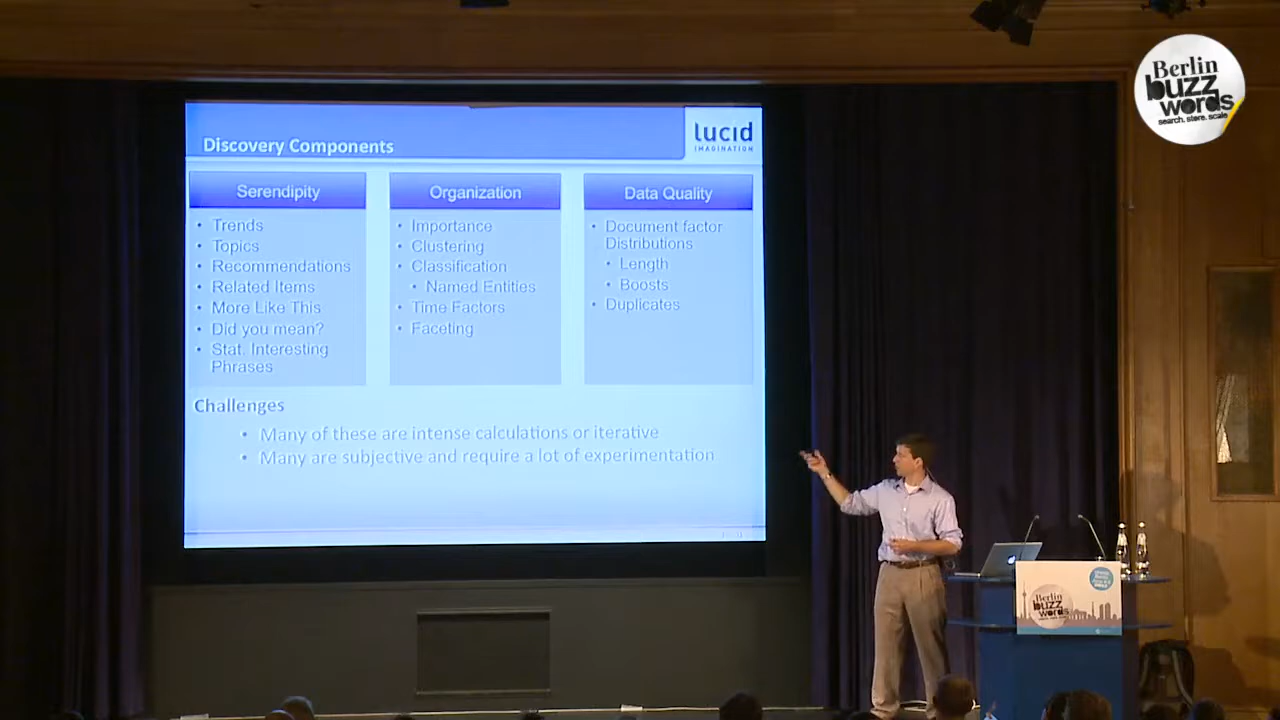 Discovery Components
lucid
IMAGINATION
Serendipity
• Trends
• Topics
• Recommendations
• Related Items
• More Like This
• Did you mean?
• Stat. Interesting
Phrases
Organization
• Importance
• Clustering
• Classification
• Named Entities
• Time Factors
• Faceting
Data Quality
• Document factor
Distributions
• Length
• Boosts
• Duplicates
Challenges
• Many of these are intense calculations or iterative
• Many are subjective and require a lot of experimentation
Berlin
buzz
words
search. store. scale
Berlin
buzz
words